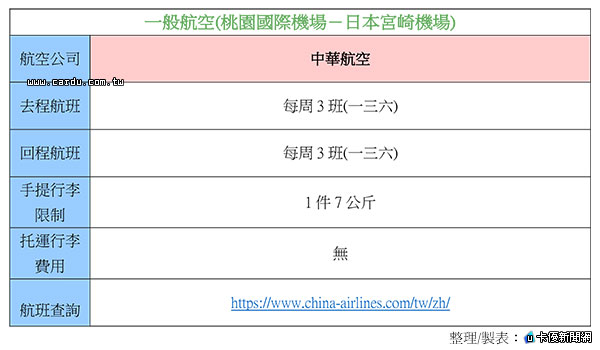 一般航空(桃園國際機場－日本宮崎機場)
航空公司 中華航空
www.cardu.com.tw
去程航班 每周 3 班(一三六)
回程航班 每周 3 班(一三六)
手提行李
限制 1 件 7 公斤
托運行李
費用 無
航班查詢 https://www.china-airlines.com/tw/zh/
整理/製表：卡優新聞網